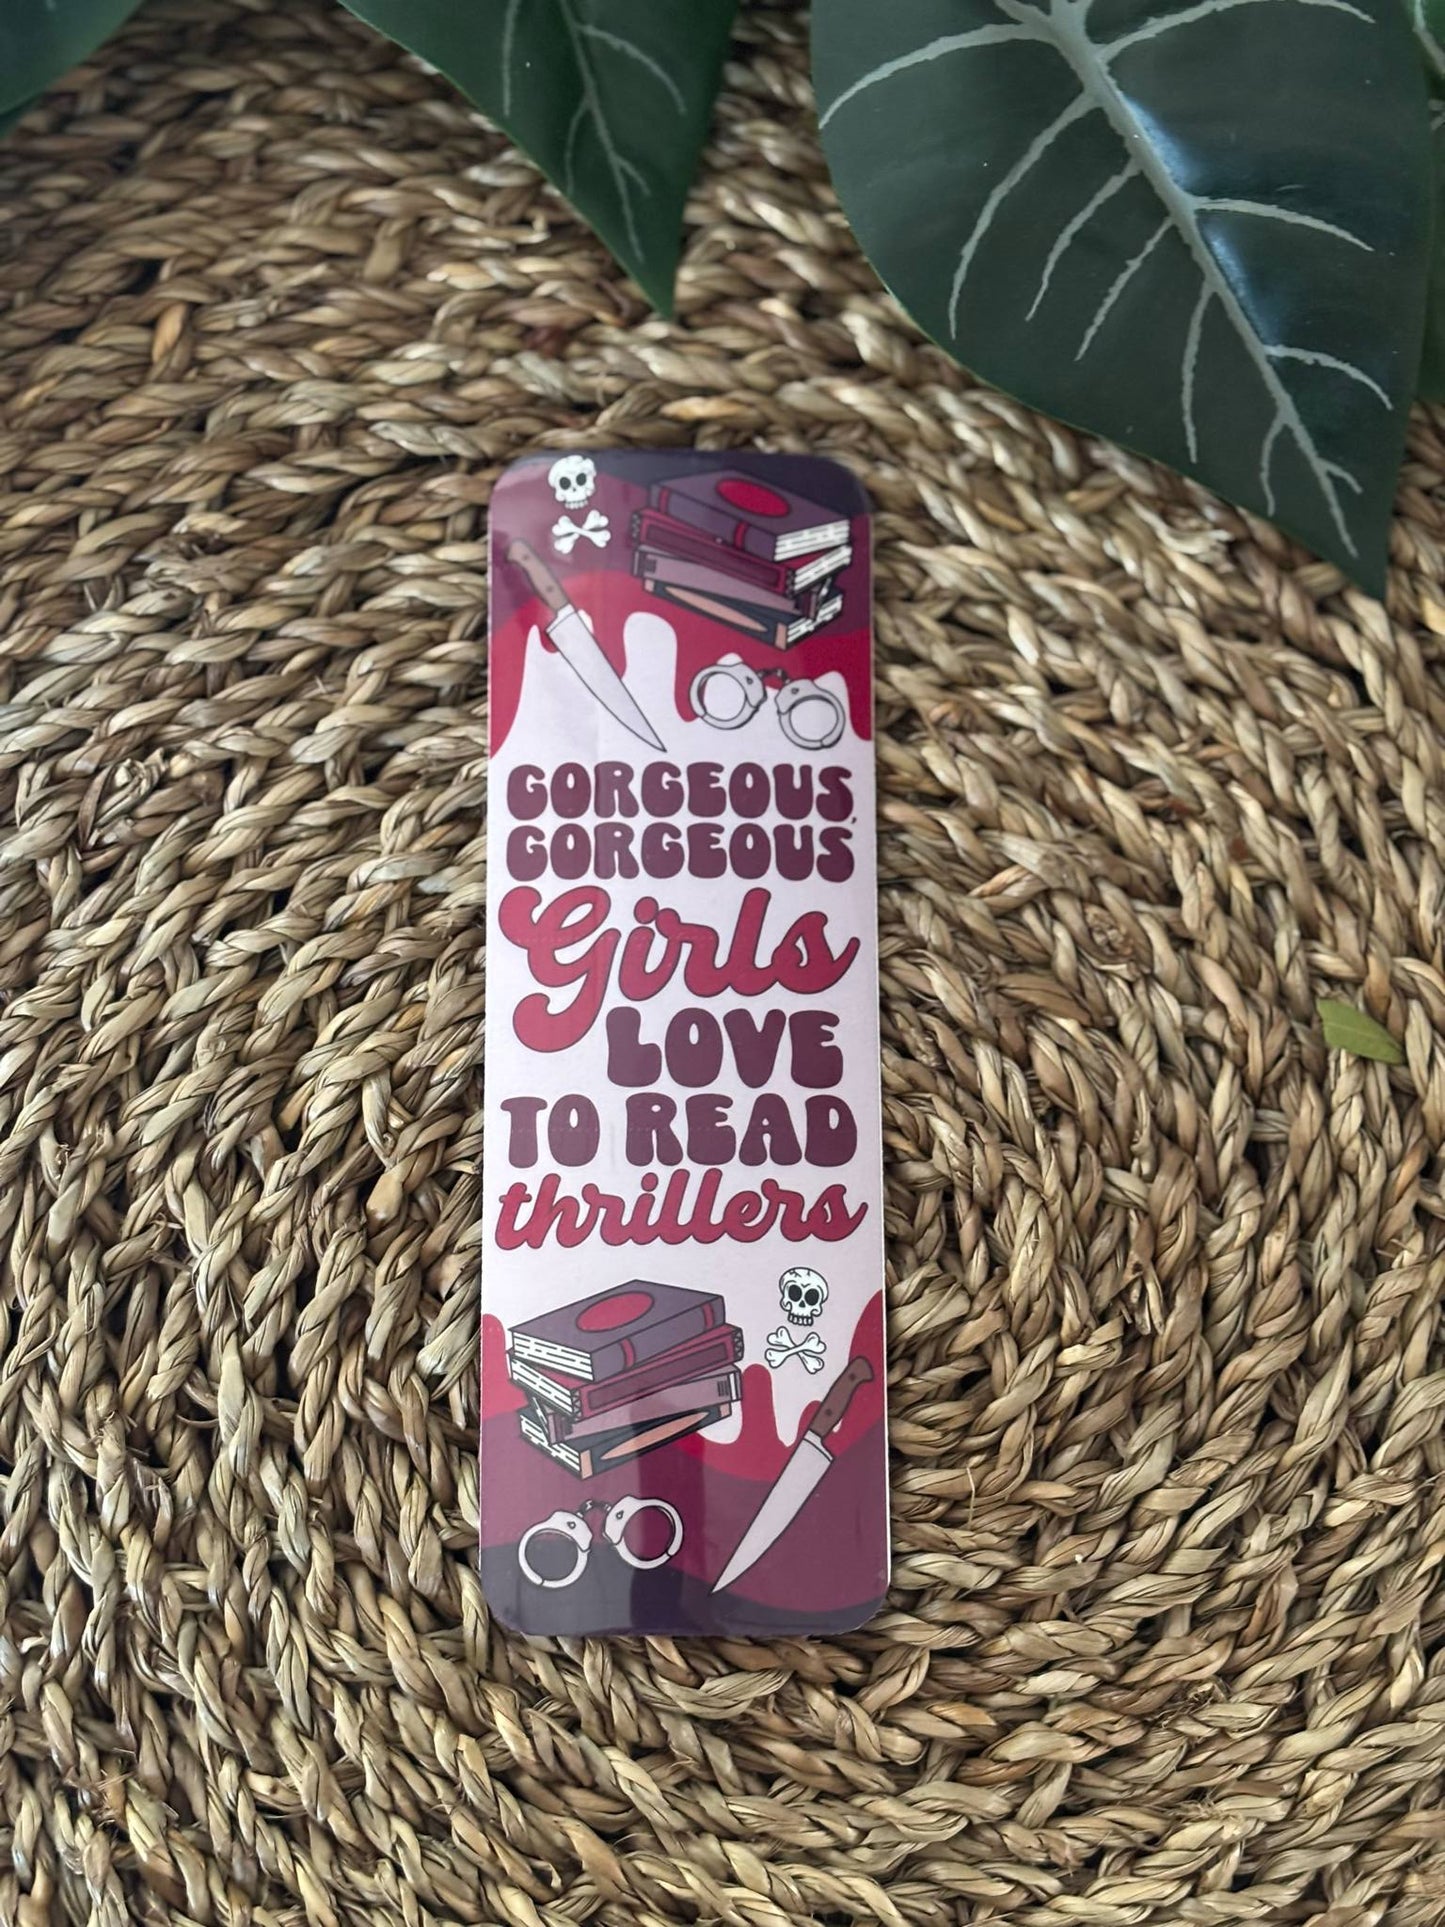 GORGEOUS,
GORGEOUS
Girls
LOVE
TO READ
thrillers